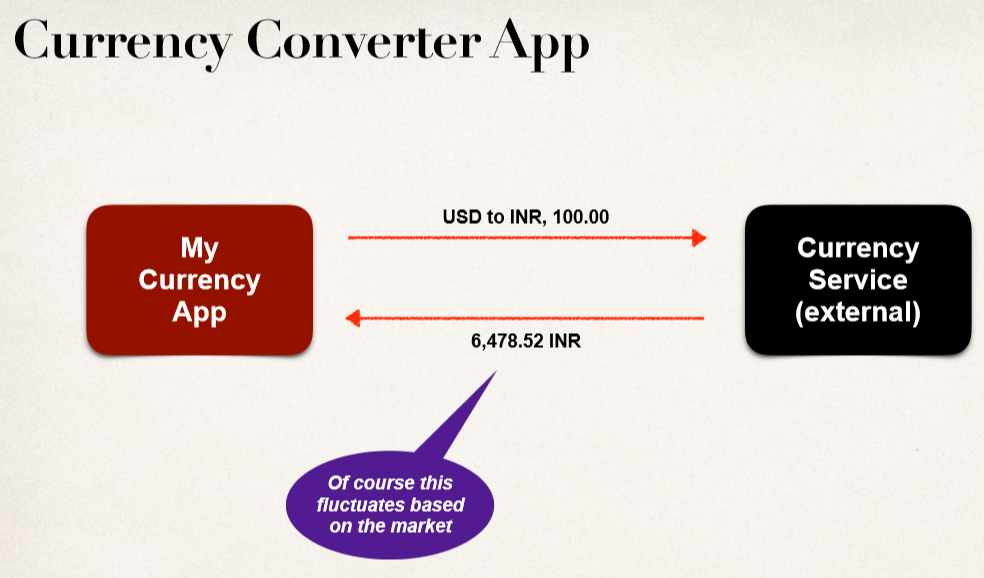 Currency Converter App
USD to INR, 100.00
My
Currency
App
Currency
Service
(external)
6,478.52 INR
Of course this
fluctuates based
on the market